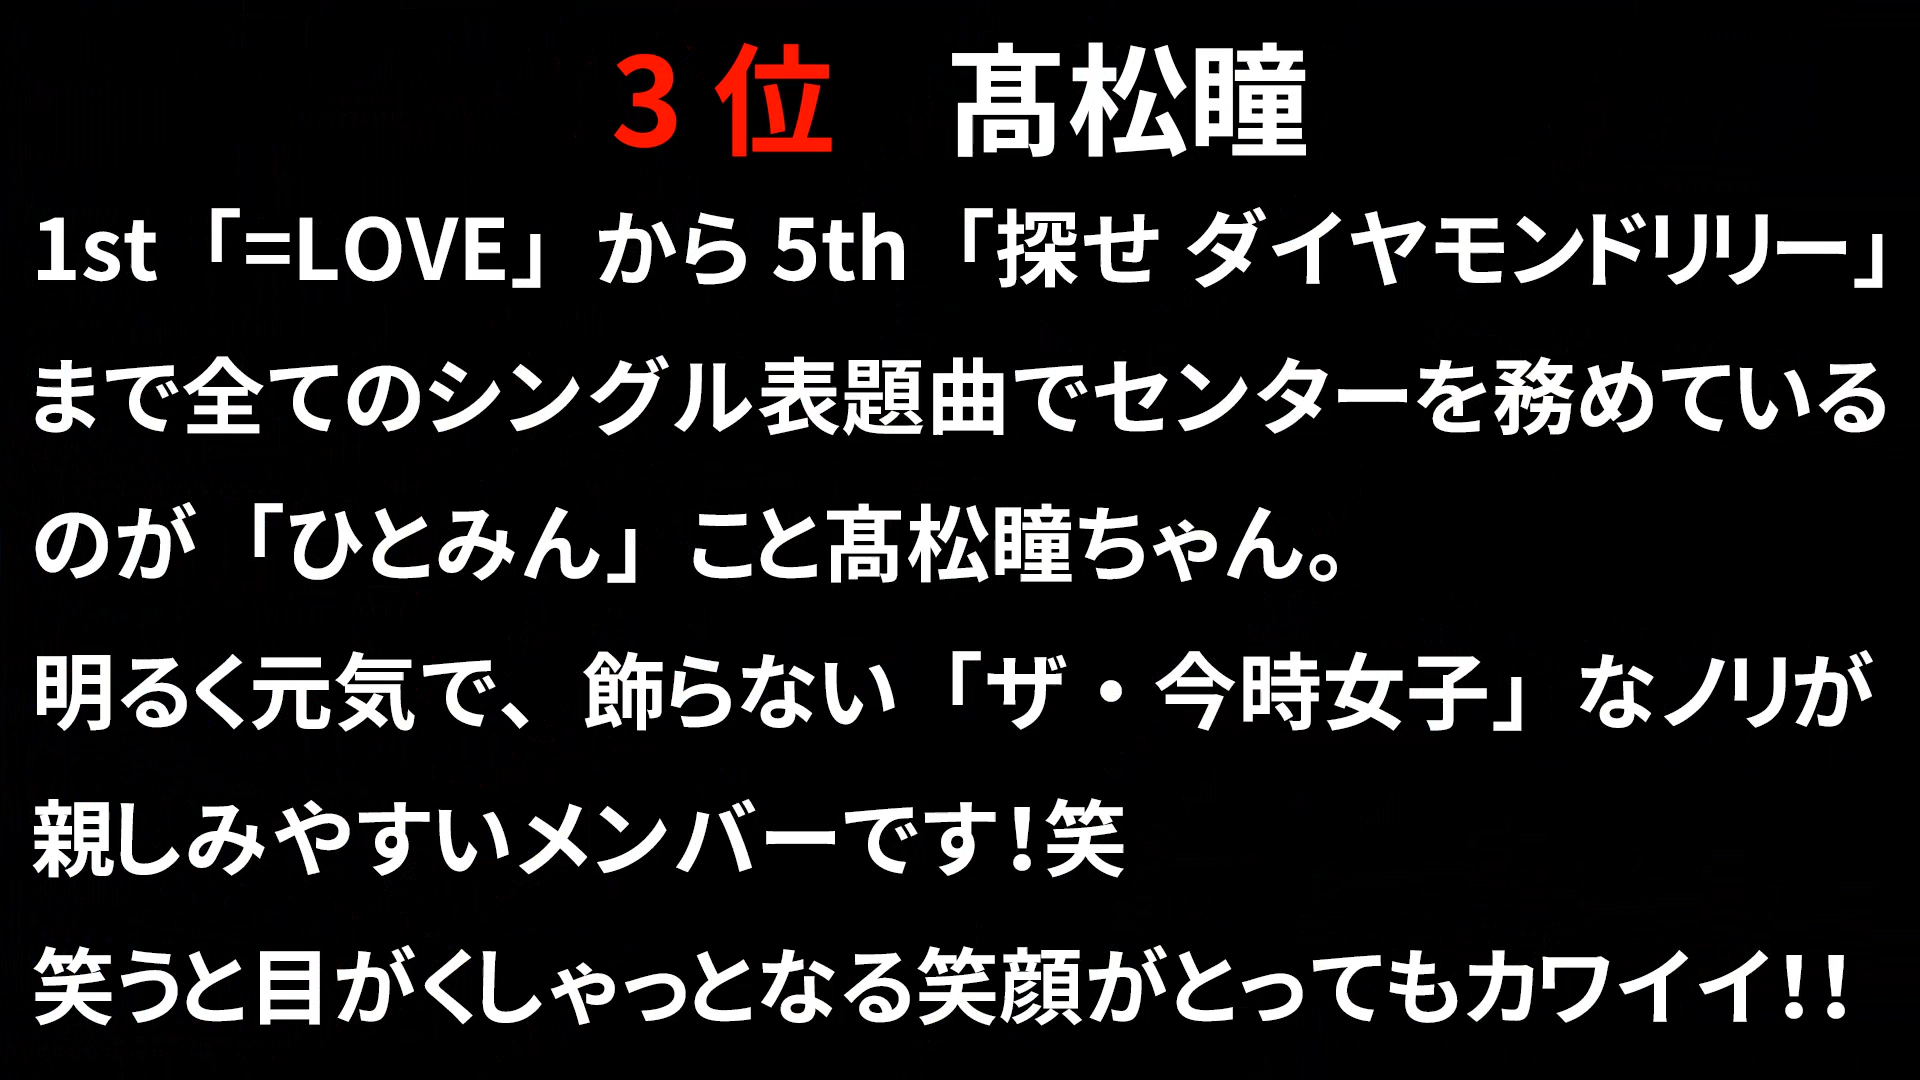 3位　髙松瞳
1st「=LOVE」から5th「探せ ダイヤモンドリリー」
まで全てのシングル表題曲でセンターを務めている
のが「ひとみん」こと髙松瞳ちゃん。
明るく元気で、飾らない「ザ・今時女子」なノリが
親しみやすいメンバーです！笑
笑うと目がくしゃっとなる笑顔がとってもカワイイ！！